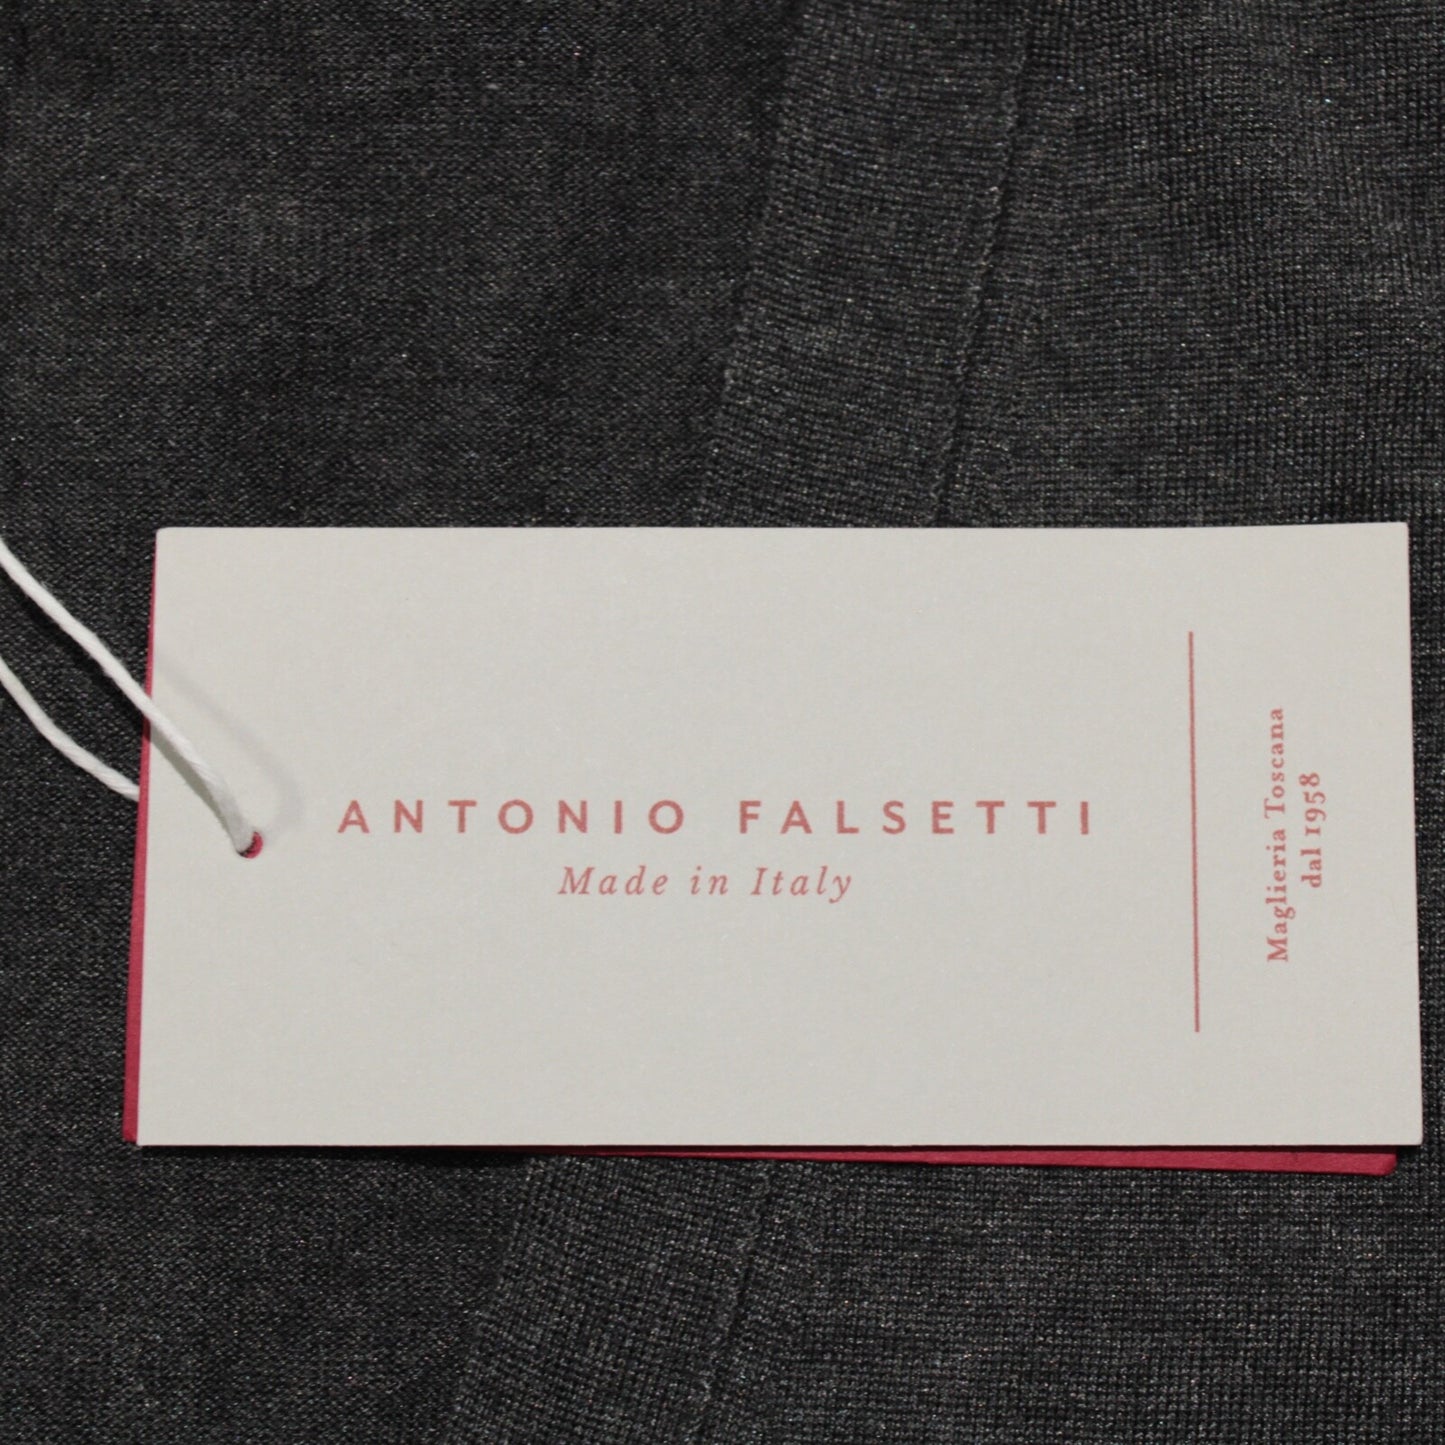 ANTONIO FALSETTI
Made in Italy
Maglieria Toscana
dal 1958